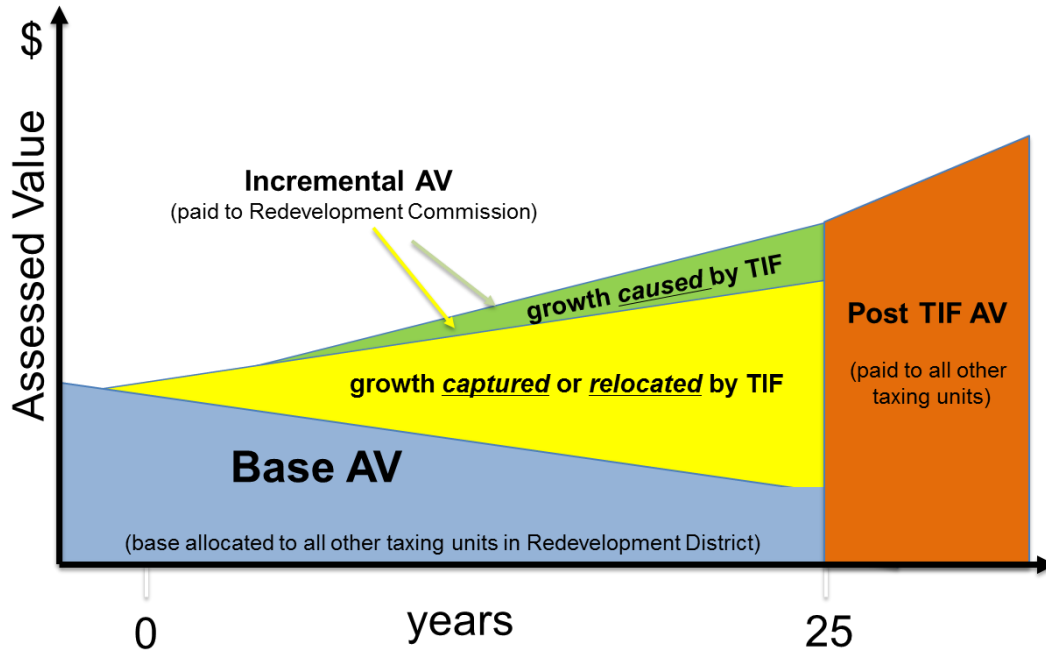 $
Assessed Value
Incremental AV
(paid to Redevelopment Commission)
growth caused by TIF
growth captured or relocated by TIF
Post TIF AV
(paid to all other
taxing units)
Base AV
(base allocated to all other taxing units in Redevelopment District)
0
years
25